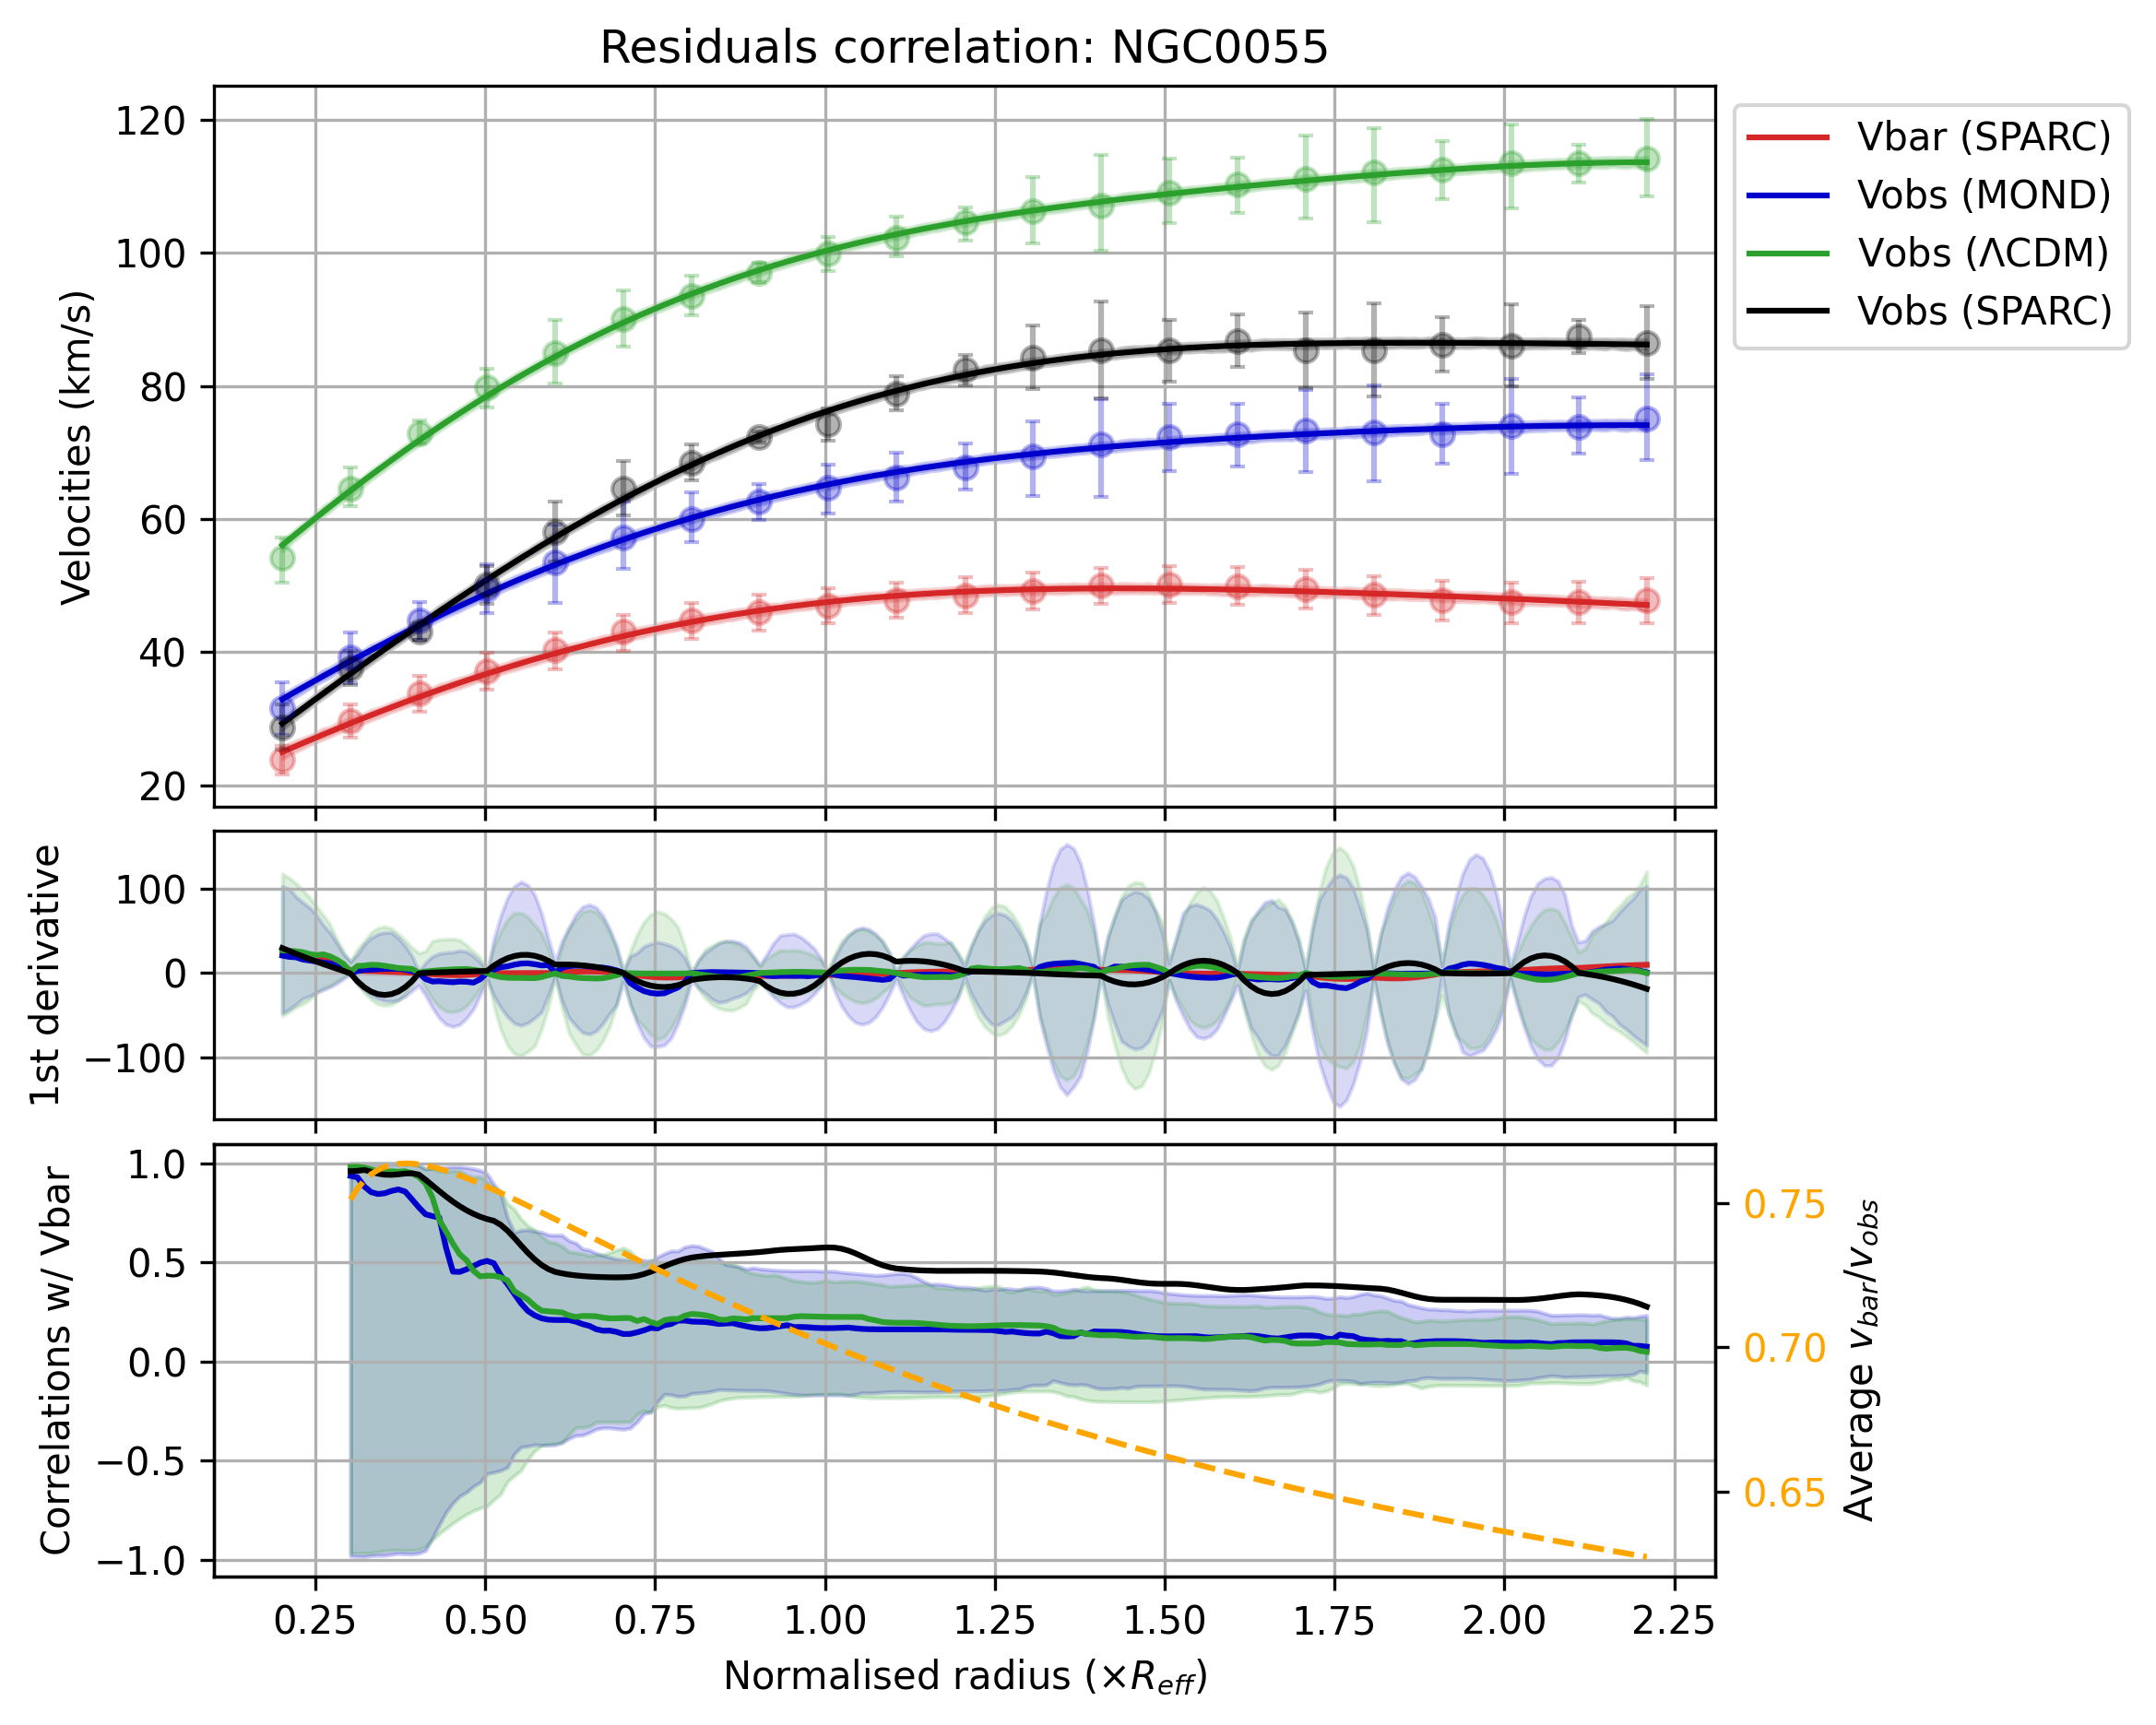 Residuals correlation: NGC0055
Velocities (km/s)
120
100
80
60
40
20
Vbar (SPARC)
Vobs (MOND)
Vobs (ΛCDM)
Vobs (SPARC)
1st derivative
100
0
−100
Correlations w/ Vbar
1.0
0.5
0.0
−0.5
−1.0
0.75
0.70
0.65
Average v_bar/v_obs
0.25 0.50 0.75 1.00 1.25 1.50 1.75 2.00 2.25
Normalised radius (×R_eff)